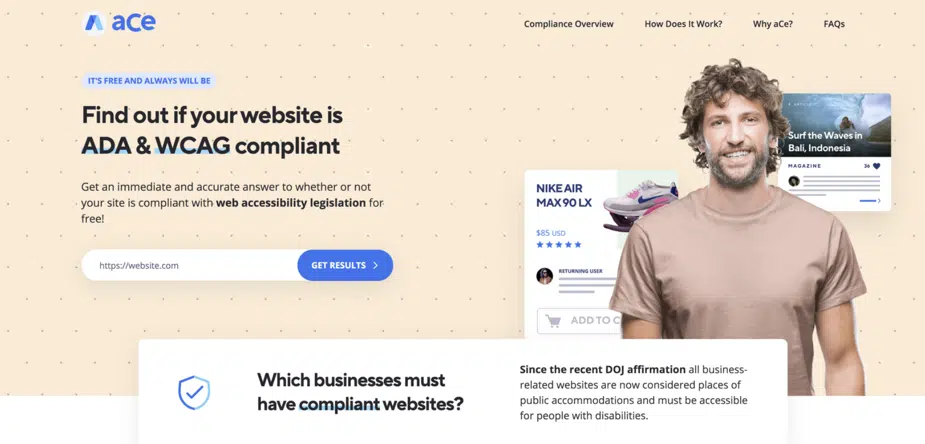 aCe
Compliance Overview
How Does It Work?
Why aCe?
FAQs
IT'S FREE AND ALWAYS WILL BE
Find out if your website is
ADA & WCAG compliant
Get an immediate and accurate answer to whether or not
your site is compliant with web accessibility legislation for
free!
https://website.com
GET RESULTS
NIKE AIR
MAX 90 LX
$85 USD
RETURNING USER
ADD TO C
Surf the Waves in
Bali, Indonesia
MAGAZINE
36
Which businesses must
have compliant websites?
Since the recent DOJ affirmation all business-
related websites are now considered places of
public accommodations and must be accessible
for people with disabilities.